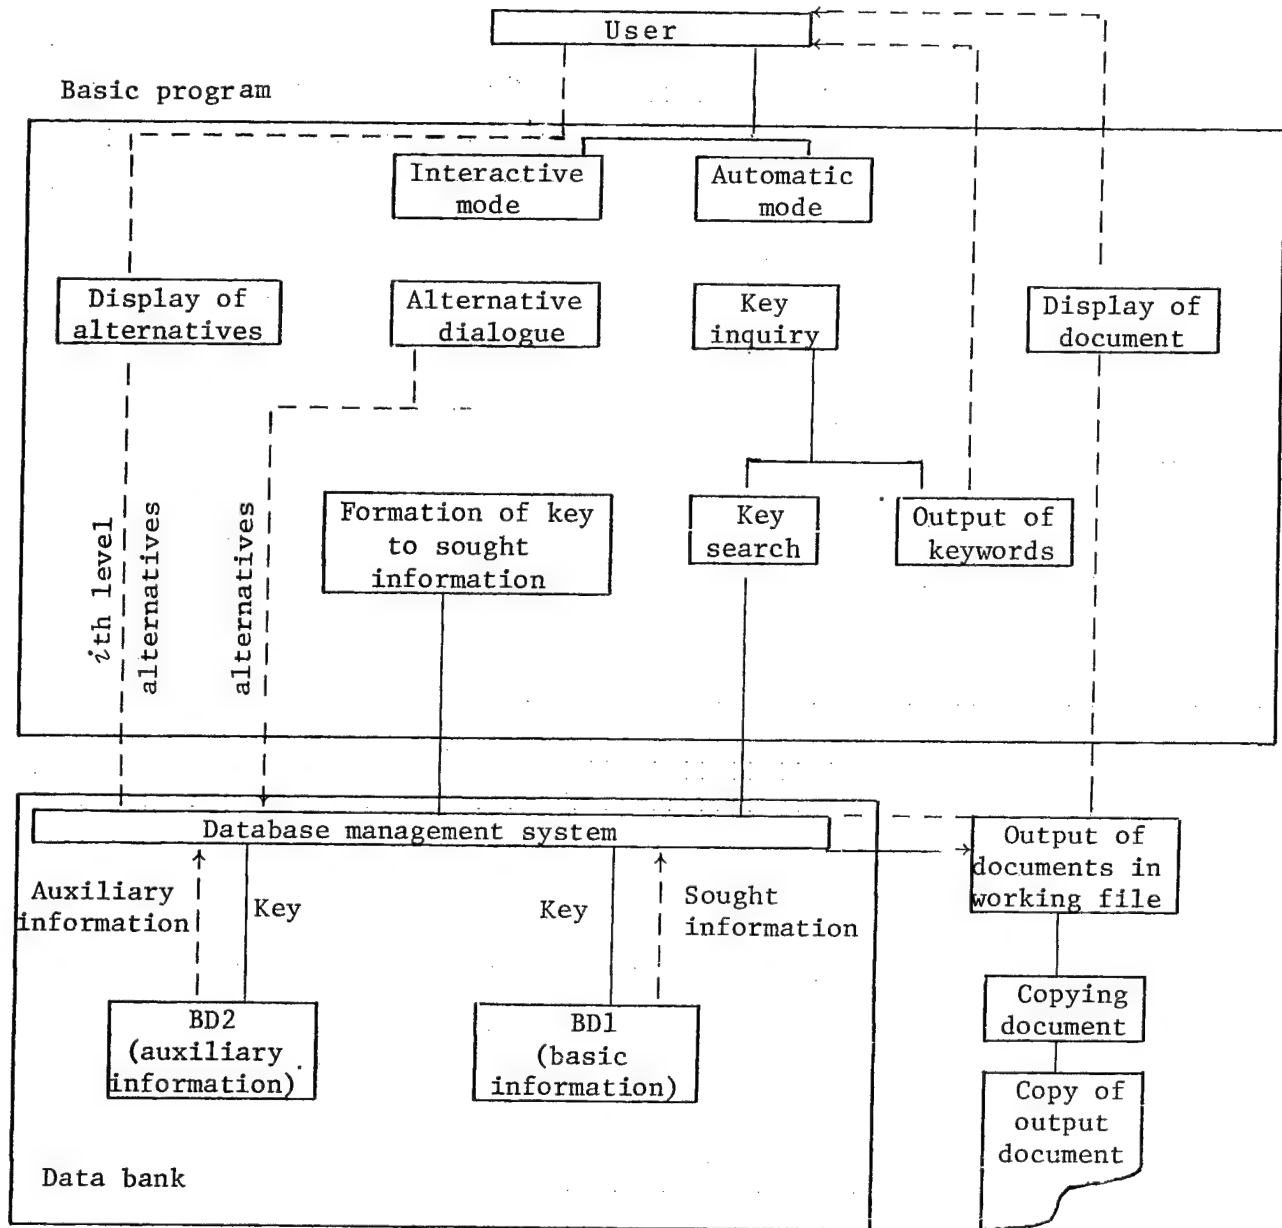 User
Basic program
Interactive
mode
Automatic
mode
Display of
alternatives
Alternative
dialogue
Key
inquiry
Display of
document
Formation of key
to sought
information
Key
search
Output of
keywords
ith level
alternatives
alternatives
Database management system
Output of
documents in
working file
Auxiliary
information
Key
Key
Sought
information
BD2
(auxiliary
information)
BD1
(basic
information)
Copying
document
Copy of
output
document
Data bank